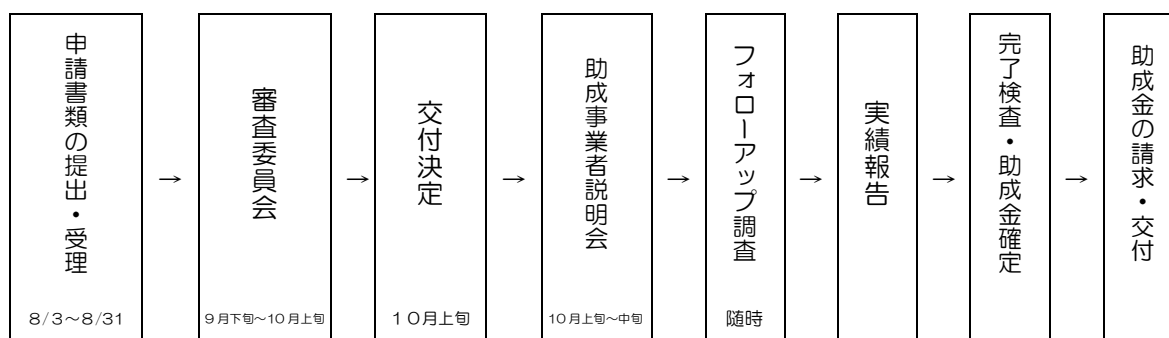 申請書類の提出・受理
8/3～8/31
→
審査委員会
9月下旬～10月上旬
→
交付決定
10月上旬
→
助成事業者説明会
10月上旬～中旬
→
フォローアップ調査
随時
→
実績報告
→
完了検査・助成金確定
→
助成金の請求・交付